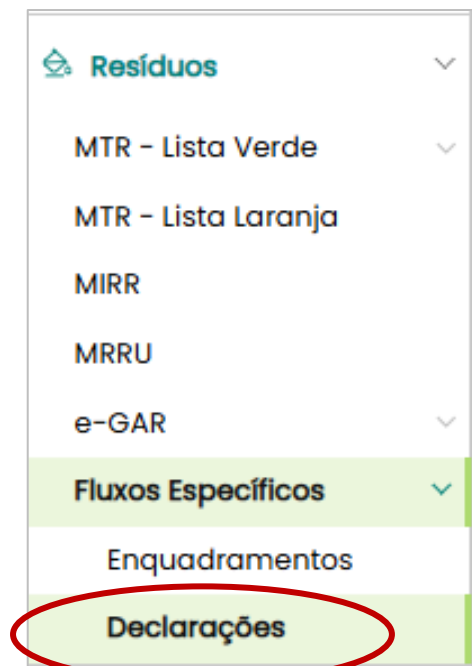 Resíduos
MTR - Lista Verde
MTR - Lista Laranja
MIRR
MRRU
e-GAR
Fluxos Específicos
Enquadramentos
Declarações